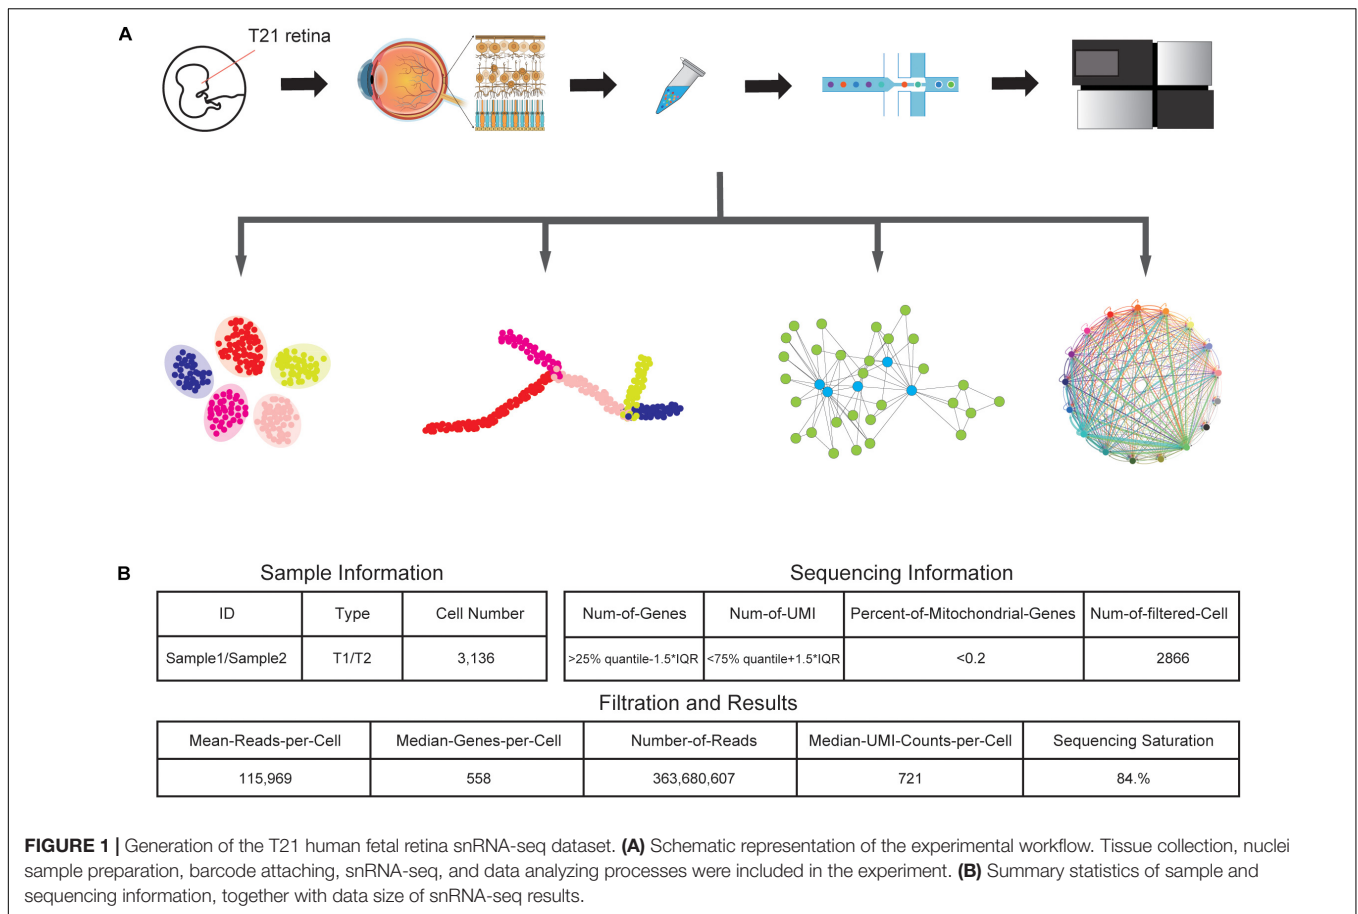 A
T21 retina
B
Sample Information
ID Type Cell Number
Sample1/Sample2 T1/T2 3,136
Sequencing Information
Num-of-Genes Num-of-UMI Percent-of-Mitochondrial-Genes Num-of-filtered-Cell
>25% quantile-1.5*IQR <75% quantile+1.5*IQR <0.2 2866
Filtration and Results
Mean-Reads-per-Cell Median-Genes-per-Cell Number-of-Reads Median-UMI-Counts-per-Cell Sequencing Saturation
115,969 558 363,680,607 721 84.%
FIGURE 1 | Generation of the T21 human fetal retina snRNA-seq dataset. (A) Schematic representation of the experimental workflow. Tissue collection, nuclei
sample preparation, barcode attaching, snRNA-seq, and data analyzing processes were included in the experiment. (B) Summary statistics of sample and
sequencing information, together with data size of snRNA-seq results.